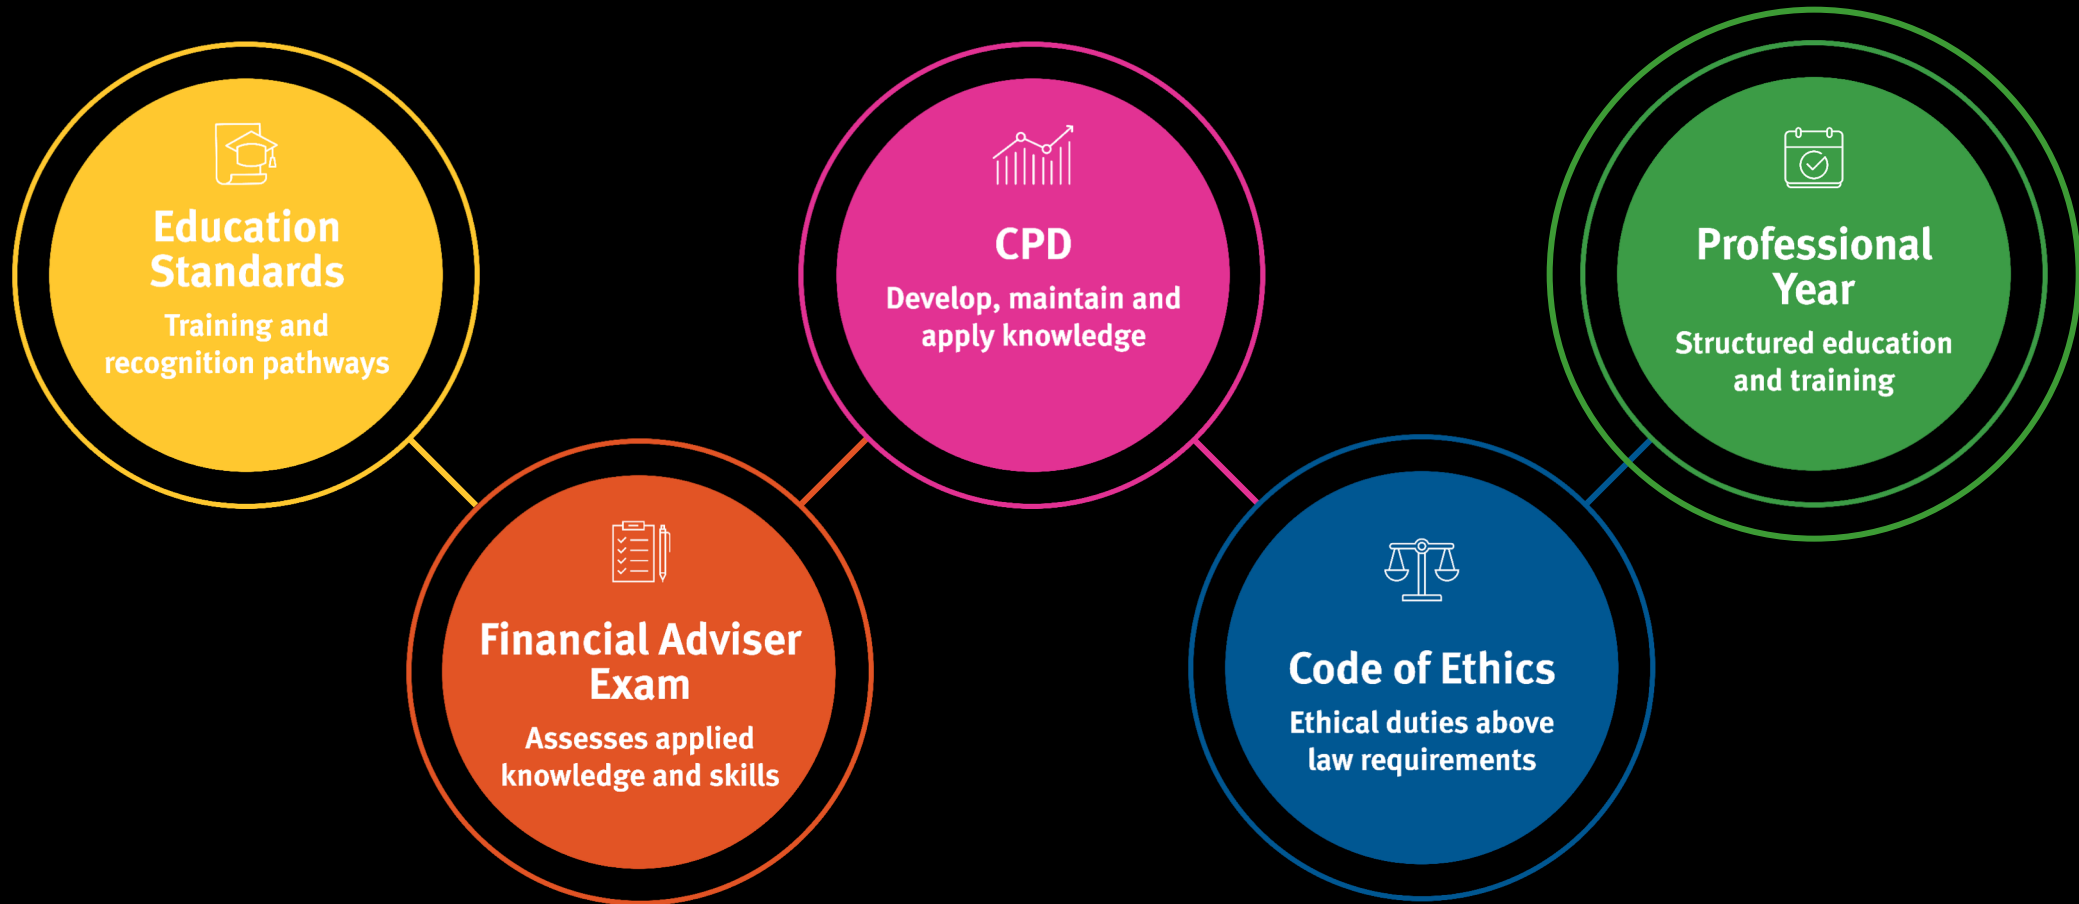 Education
Standards
Training and
recognition pathways
Financial Adviser
Exam
Assesses applied
knowledge and skills
CPD
Develop, maintain and
apply knowledge
Code of Ethics
Ethical duties above
law requirements
Professional
Year
Structured education
and training